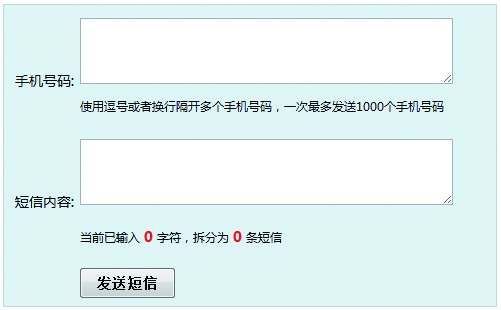 手机号码:
使用逗号或者换行隔开多个手机号码，一次最多发送1000个手机号码
短信内容:
当前已输入 0 字符，拆分为 0 条短信
发送短信